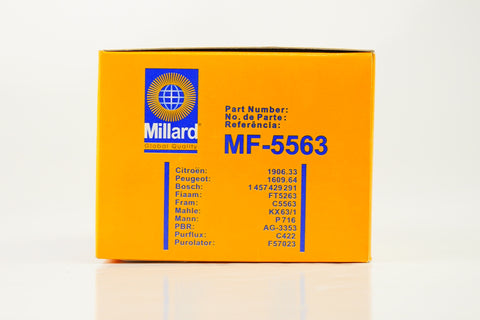 Millard
Global Quality
Part Number:
No. de Parte:
Referência:
MF-5563
Citroën: 1906.33
Peugeot: 1609.64
Bosch: 1 457 429 291
Fiaam: FT5263
Fram: C5563
Mahle: KX63/1
Mann: P 716
PBR: AG-3353
Purflux: C422
Purolator: F57023